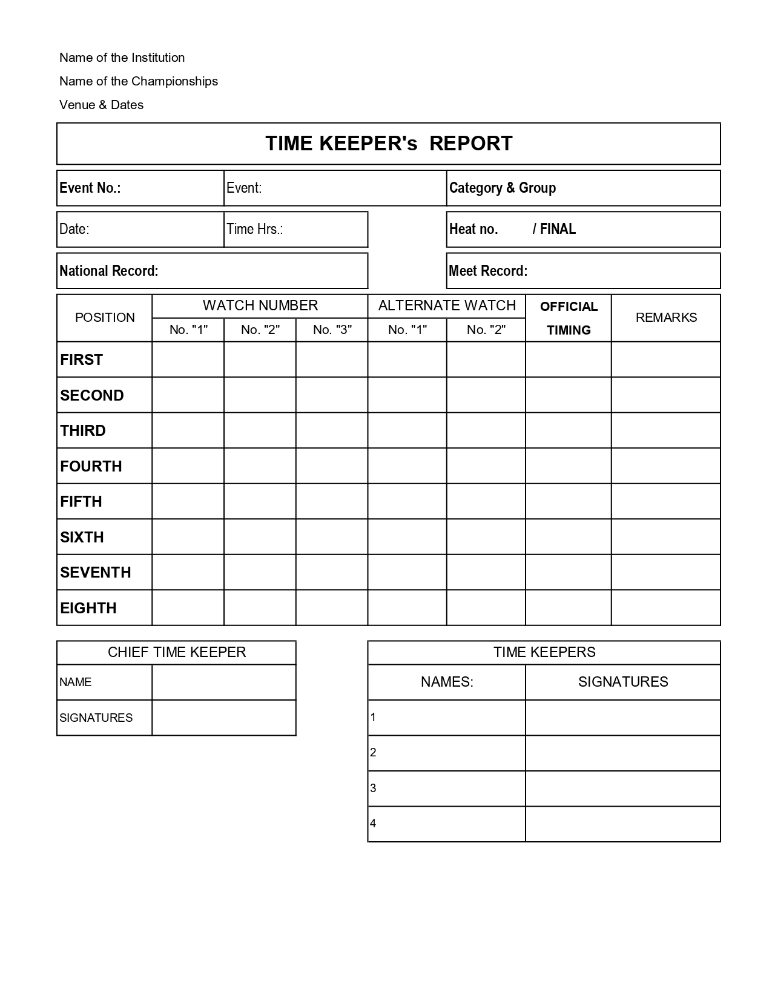 Name of the Institution
Name of the Championships
Venue & Dates
TIME KEEPER's  REPORT
Event No.: Event: Category & Group
Date: Time Hrs.: Heat no. / FINAL
National Record: Meet Record:
POSITION WATCH NUMBER ALTERNATE WATCH OFFICIAL TIMING REMARKS
No. "1" No. "2" No. "3" No. "1" No. "2"
FIRST
SECOND
THIRD
FOURTH
FIFTH
SIXTH
SEVENTH
EIGHTH
CHIEF TIME KEEPER
NAME
SIGNATURES
TIME KEEPERS
NAMES: SIGNATURES
1
2
3
4